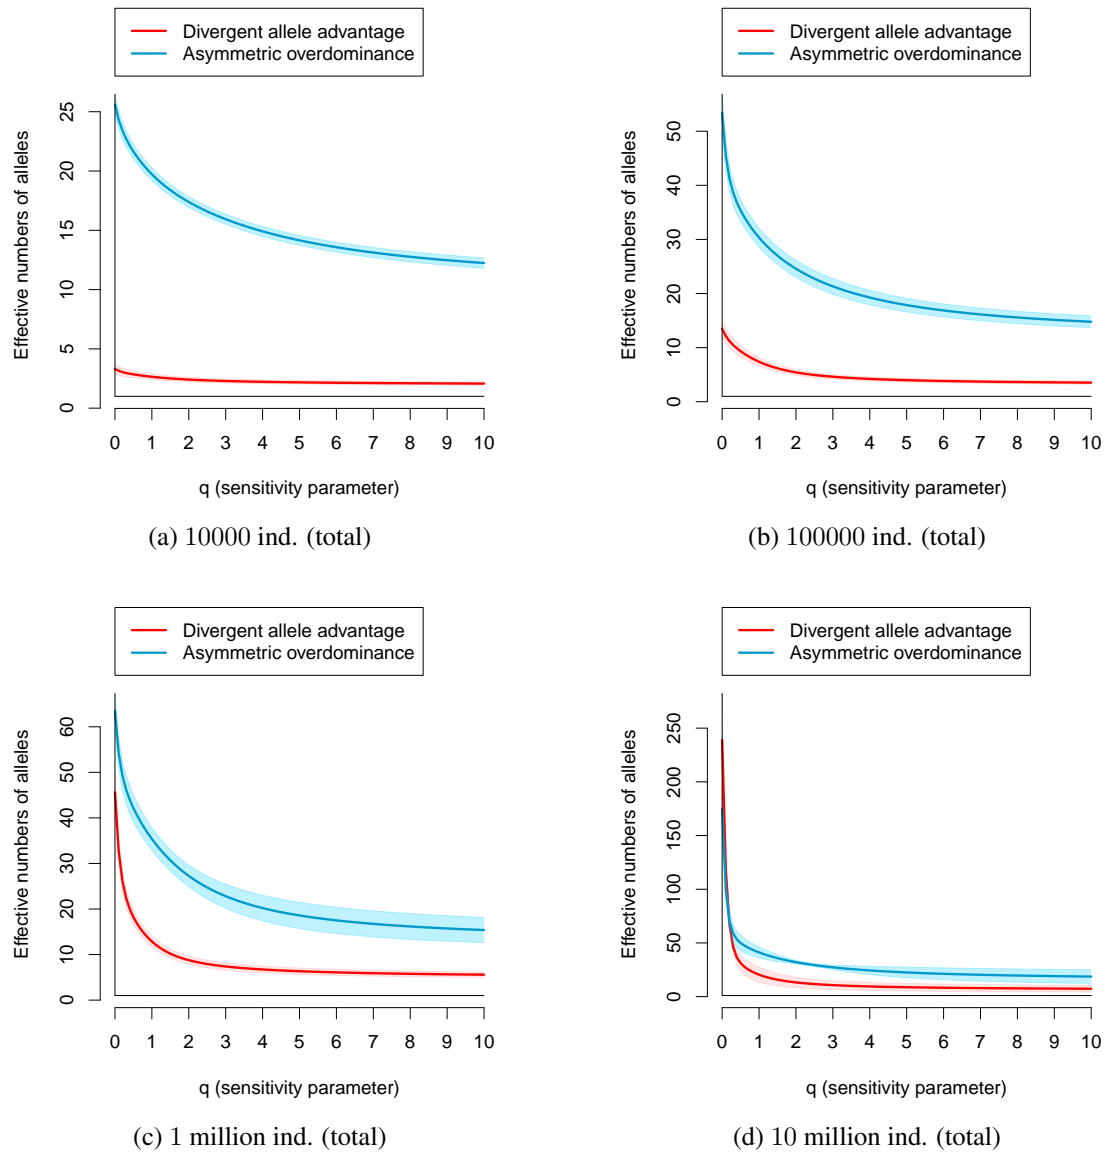 Divergent allele advantage
Asymmetric overdominance
Effective numbers of alleles
25
20
15
10
5
0
0 1 2 3 4 5 6 7 8 9 10
q (sensitivity parameter)
(a) 10000 ind. (total)
Divergent allele advantage
Asymmetric overdominance
Effective numbers of alleles
50
40
30
20
10
0
0 1 2 3 4 5 6 7 8 9 10
q (sensitivity parameter)
(b) 100000 ind. (total)
Divergent allele advantage
Asymmetric overdominance
Effective numbers of alleles
60
50
40
30
20
10
0
0 1 2 3 4 5 6 7 8 9 10
q (sensitivity parameter)
(c) 1 million ind. (total)
Divergent allele advantage
Asymmetric overdominance
Effective numbers of alleles
250
200
150
100
50
0
0 1 2 3 4 5 6 7 8 9 10
q (sensitivity parameter)
(d) 10 million ind. (total)